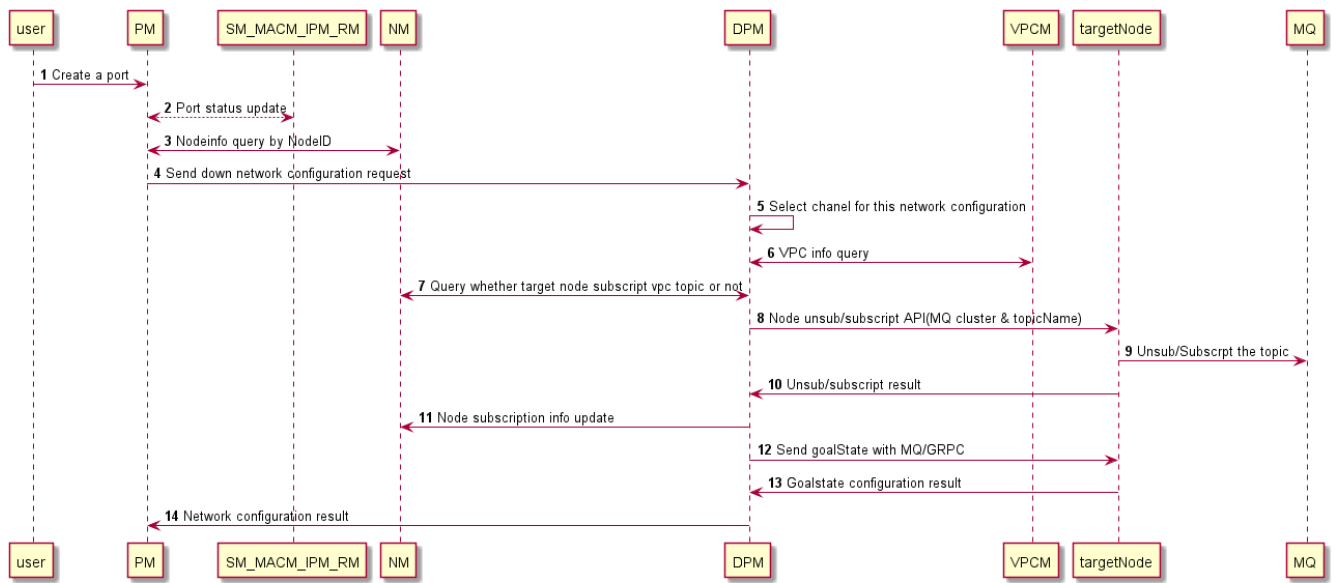 user PM SM_MACM_IPM_RM NM DPM VPCM targetNode MQ
1 Create a port
2 Port status update
3 Nodeinfo query by NodeID
4 Send down network configuration request
5 Select chanel for this network configuration
6 VPC info query
7 Query whether target node subscript vpc topic or not
8 Node unsub/subscript API(MQ cluster & topicName)
9 Unsub/Subscrpt the topic
10 Unsub/subscript result
11 Node subscription info update
12 Send goalState with MQ/GRPC
13 Goalstate configuration result
14 Network configuration result
user PM SM_MACM_IPM_RM NM DPM VPCM targetNode MQ